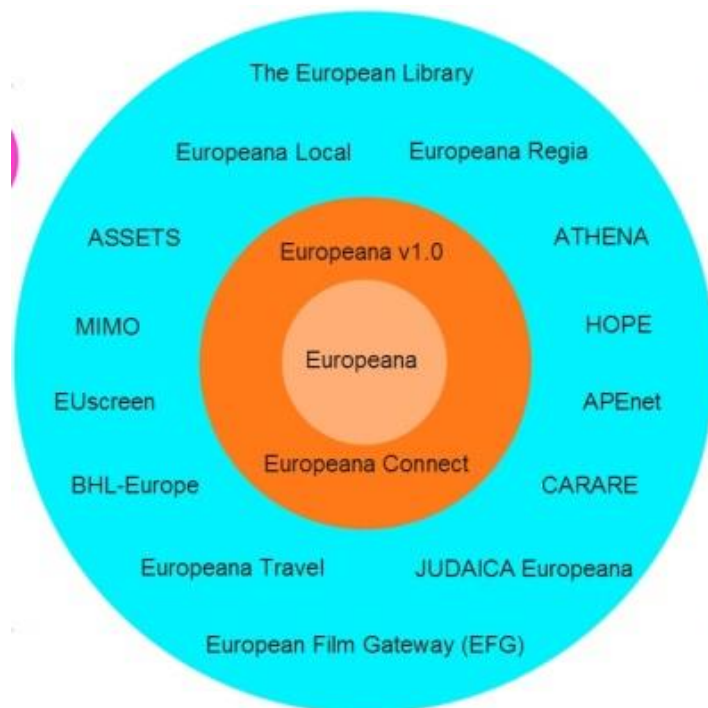 The European Library
Europeana Local
Europeana Regia
ASSETS
ATHENA
Europeana v1.0
MIMO
HOPE
Europeana
EUscreen
APEnet
Europeana Connect
BHL-Europe
CARARE
Europeana Travel
JUDAICA Europeana
European Film Gateway (EFG)